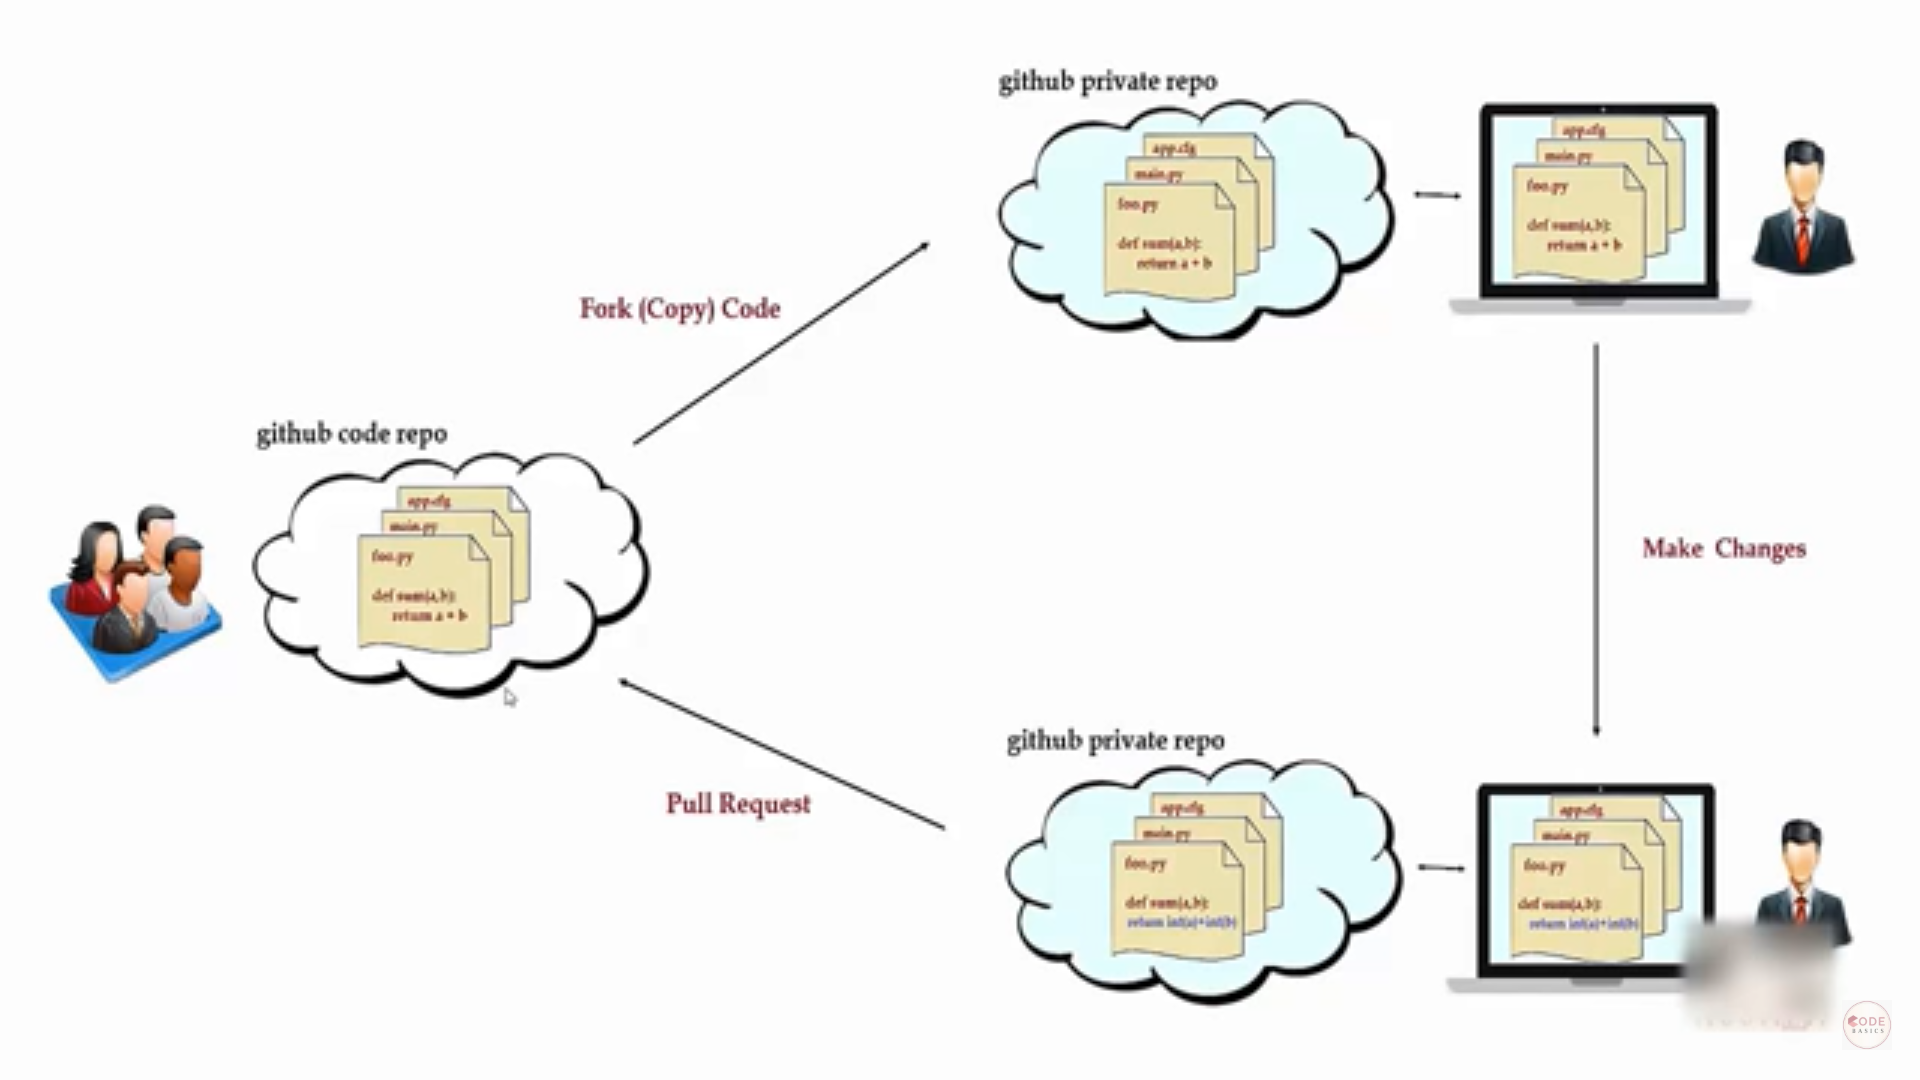 github private repo
app.cfg
main.py
foo.py
def sum(a,b):
return a + b
app.cfg
main.py
foo.py
def sum(a,b):
return a + b
Fork (Copy) Code
github code repo
app.cfg
main.py
foo.py
def sum(a,b):
return a + b
Make Changes
Pull Request
github private repo
app.cfg
main.py
foo.py
def sum(a,b):
return int(a)+int(b)
app.cfg
main.py
foo.py
def sum(a,b):
return int(a)+int(b)
CODE
BASICS